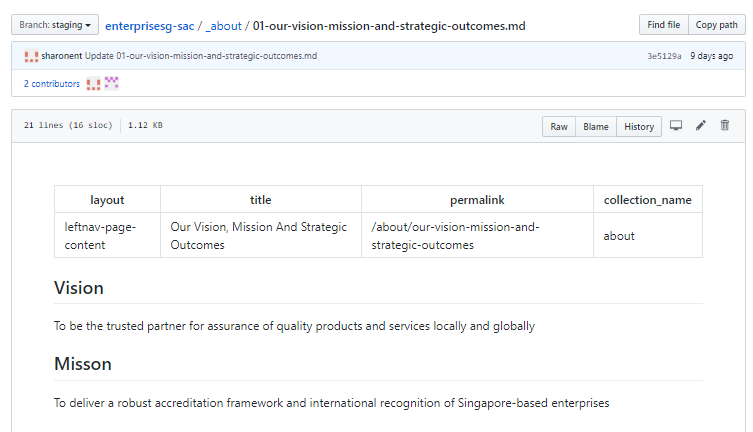 Branch: staging enterprisesg-sac / _about / 01-our-vision-mission-and-strategic-outcomes.md Find file Copy path
sharonent Update 01-our-vision-mission-and-strategic-outcomes.md 3e5129a 9 days ago
2 contributors
21 lines (16 sloc) 1.12 KB Raw Blame History
layout title permalink collection_name
leftnav-page-content Our Vision, Mission And Strategic Outcomes /about/our-vision-mission-and-strategic-outcomes about
Vision
To be the trusted partner for assurance of quality products and services locally and globally
Misson
To deliver a robust accreditation framework and international recognition of Singapore-based enterprises